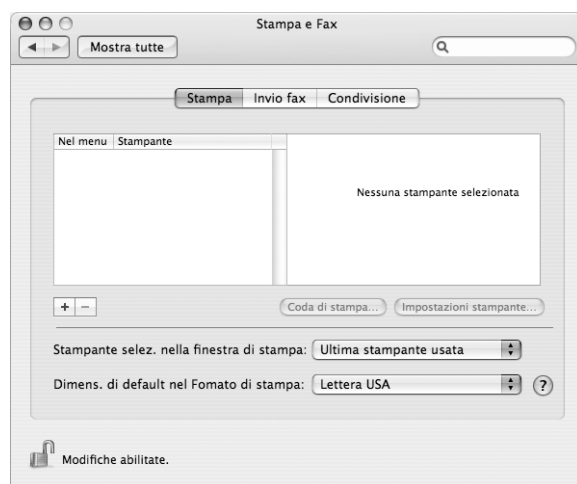 Stampa e Fax
Mostra tutte
Stampa Invio fax Condivisione
Nel menu Stampante
Nessuna stampante selezionata
+ −
Coda di stampa... Impostazioni stampante...
Stampante selez. nella finestra di stampa: Ultima stampante usata
Dimens. di default nel Fomato di stampa: Lettera USA ?
Modifiche abilitate.